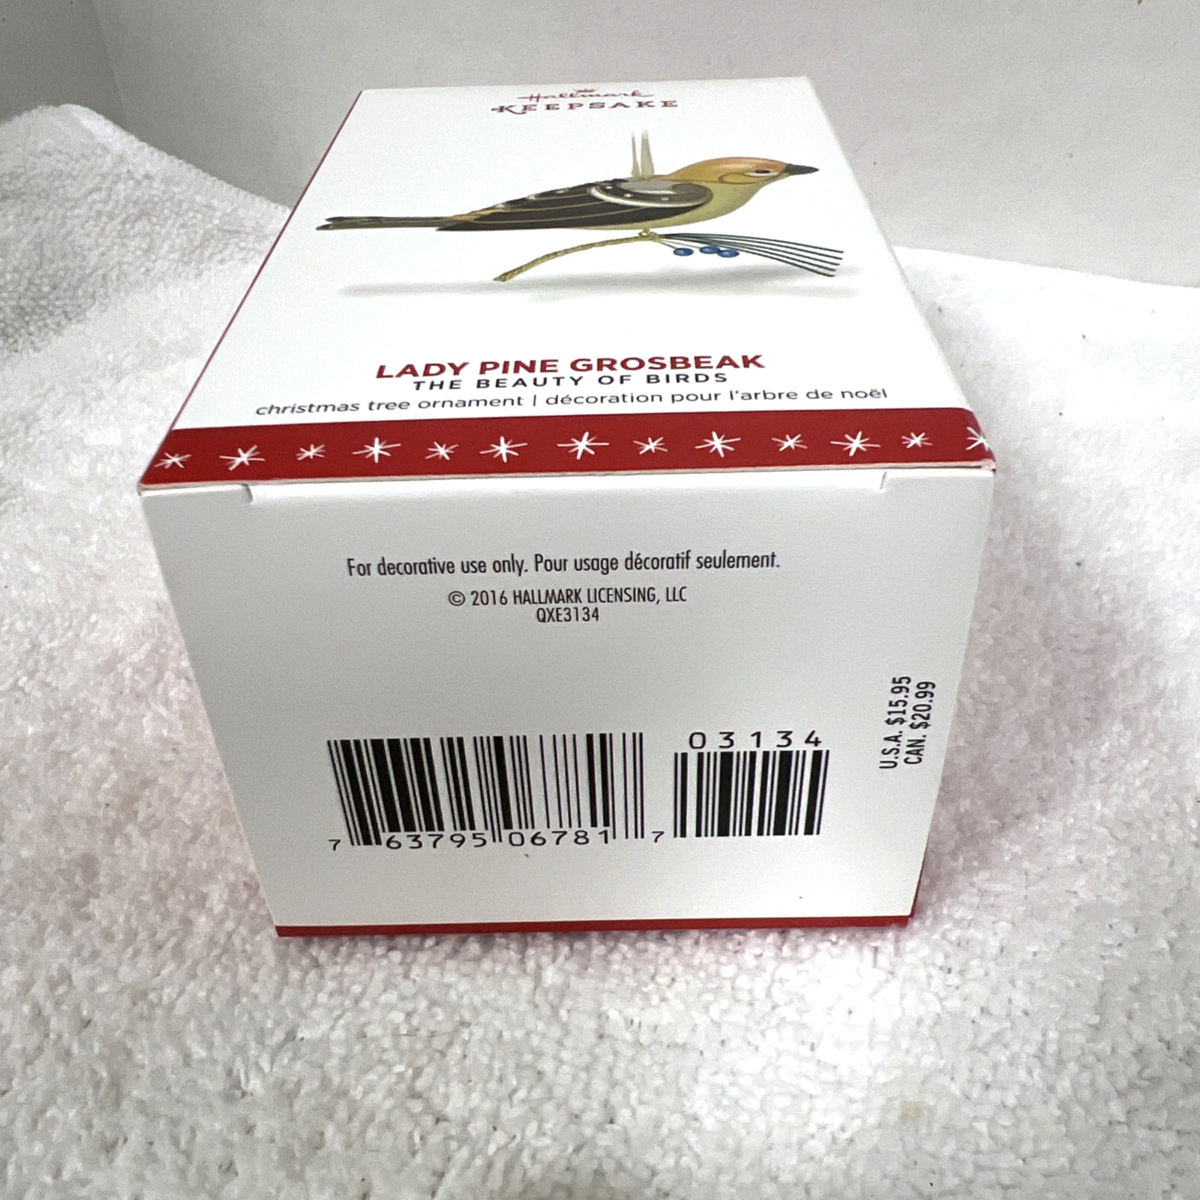 Hallmark
KEEPSAKE
LADY PINE GROSBEAK
THE BEAUTY OF BIRDS
christmas tree ornament | décoration pour l'arbre de noël
For decorative use only. Pour usage décoratif seulement.
© 2016 HALLMARK LICENSING, LLC
QXE3134
U.S.A. $15.95
CAN. $20.99
03134
7 63795 06781 7